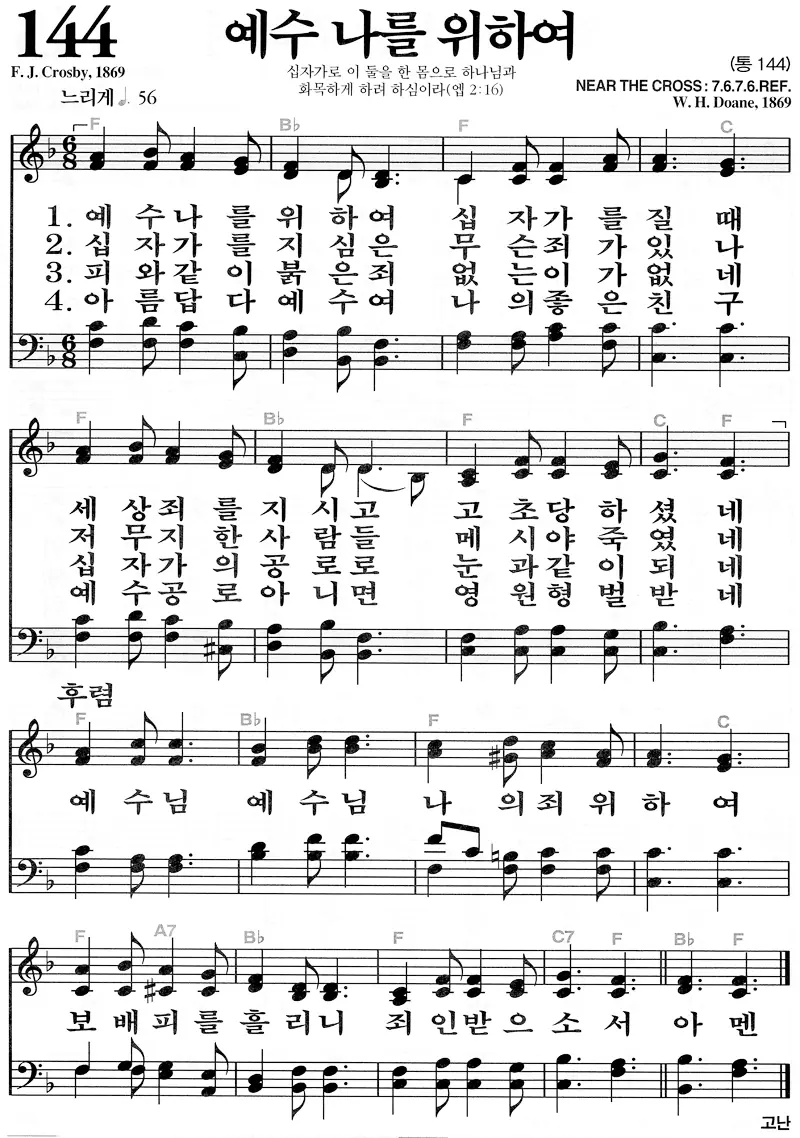 144
예수 나를 위하여
F. J. Crosby, 1869
십자가로 이 둘을 한 몸으로 하나님과
화목하게 하려 하심이라(엡 2:16)
(통 144)
NEAR THE CROSS : 7.6.7.6.REF.
W. H. Doane, 1869
느리게 ♩. 56
F B♭ F C
6/8
1. 예 수 나 를 위 하 여 십 자 가 를 질 때
2. 십 자 가 를 지 심 은 무 슨 죄 가 있 나
3. 피 와 같 이 붉 은 죄 없 는 이 가 없 네
4. 아 름 답 다 예 수 여 나 의 좋 은 친 구
6/8
F B♭ F C F
세 상 죄 를 지 시 고 고 초 당 하 셨 네
저 무 지 한 사 람 들 메 시 야 죽 였 네
십 자 가 의 공 로 로 눈 과 같 이 되 네
예 수 공 로 아 니 면 영 원 형 벌 받 네
후렴
F B♭ F C
예 수 님 예 수 님 나 의 죄 위 하 여
F A7 B♭ F C7 F B♭ F
보 배 피 를 흘 리 니 죄 인 받 으 소 서 아 멘
고난